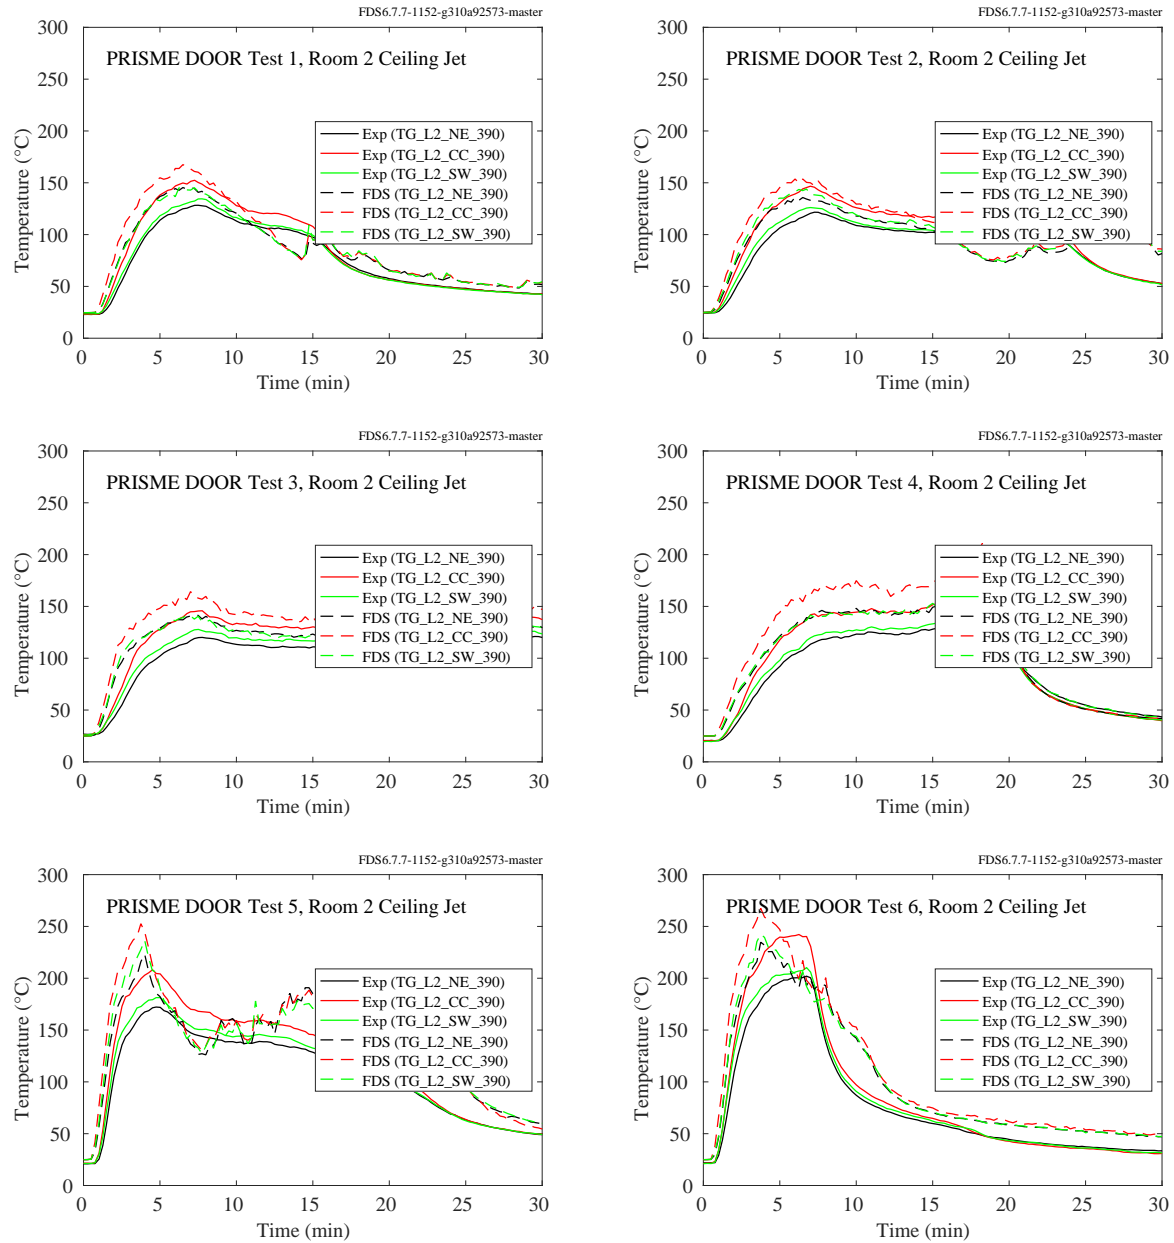 FDS6.7.7-1152-g310a92573-master
300
250
200
150
100
50
0
Temperature (°C)
PRISME DOOR Test 1, Room 2 Ceiling Jet
Exp (TG_L2_NE_390)
Exp (TG_L2_CC_390)
Exp (TG_L2_SW_390)
FDS (TG_L2_NE_390)
FDS (TG_L2_CC_390)
FDS (TG_L2_SW_390)
0 5 10 15 20 25 30
Time (min)
FDS6.7.7-1152-g310a92573-master
300
250
200
150
100
50
0
Temperature (°C)
PRISME DOOR Test 2, Room 2 Ceiling Jet
Exp (TG_L2_NE_390)
Exp (TG_L2_CC_390)
Exp (TG_L2_SW_390)
FDS (TG_L2_NE_390)
FDS (TG_L2_CC_390)
FDS (TG_L2_SW_390)
0 5 10 15 20 25 30
Time (min)
FDS6.7.7-1152-g310a92573-master
300
250
200
150
100
50
0
Temperature (°C)
PRISME DOOR Test 3, Room 2 Ceiling Jet
Exp (TG_L2_NE_390)
Exp (TG_L2_CC_390)
Exp (TG_L2_SW_390)
FDS (TG_L2_NE_390)
FDS (TG_L2_CC_390)
FDS (TG_L2_SW_390)
0 5 10 15 20 25 30
Time (min)
FDS6.7.7-1152-g310a92573-master
300
250
200
150
100
50
0
Temperature (°C)
PRISME DOOR Test 4, Room 2 Ceiling Jet
Exp (TG_L2_NE_390)
Exp (TG_L2_CC_390)
Exp (TG_L2_SW_390)
FDS (TG_L2_NE_390)
FDS (TG_L2_CC_390)
FDS (TG_L2_SW_390)
0 5 10 15 20 25 30
Time (min)
FDS6.7.7-1152-g310a92573-master
300
250
200
150
100
50
0
Temperature (°C)
PRISME DOOR Test 5, Room 2 Ceiling Jet
Exp (TG_L2_NE_390)
Exp (TG_L2_CC_390)
Exp (TG_L2_SW_390)
FDS (TG_L2_NE_390)
FDS (TG_L2_CC_390)
FDS (TG_L2_SW_390)
0 5 10 15 20 25 30
Time (min)
FDS6.7.7-1152-g310a92573-master
300
250
200
150
100
50
0
Temperature (°C)
PRISME DOOR Test 6, Room 2 Ceiling Jet
Exp (TG_L2_NE_390)
Exp (TG_L2_CC_390)
Exp (TG_L2_SW_390)
FDS (TG_L2_NE_390)
FDS (TG_L2_CC_390)
FDS (TG_L2_SW_390)
0 5 10 15 20 25 30
Time (min)